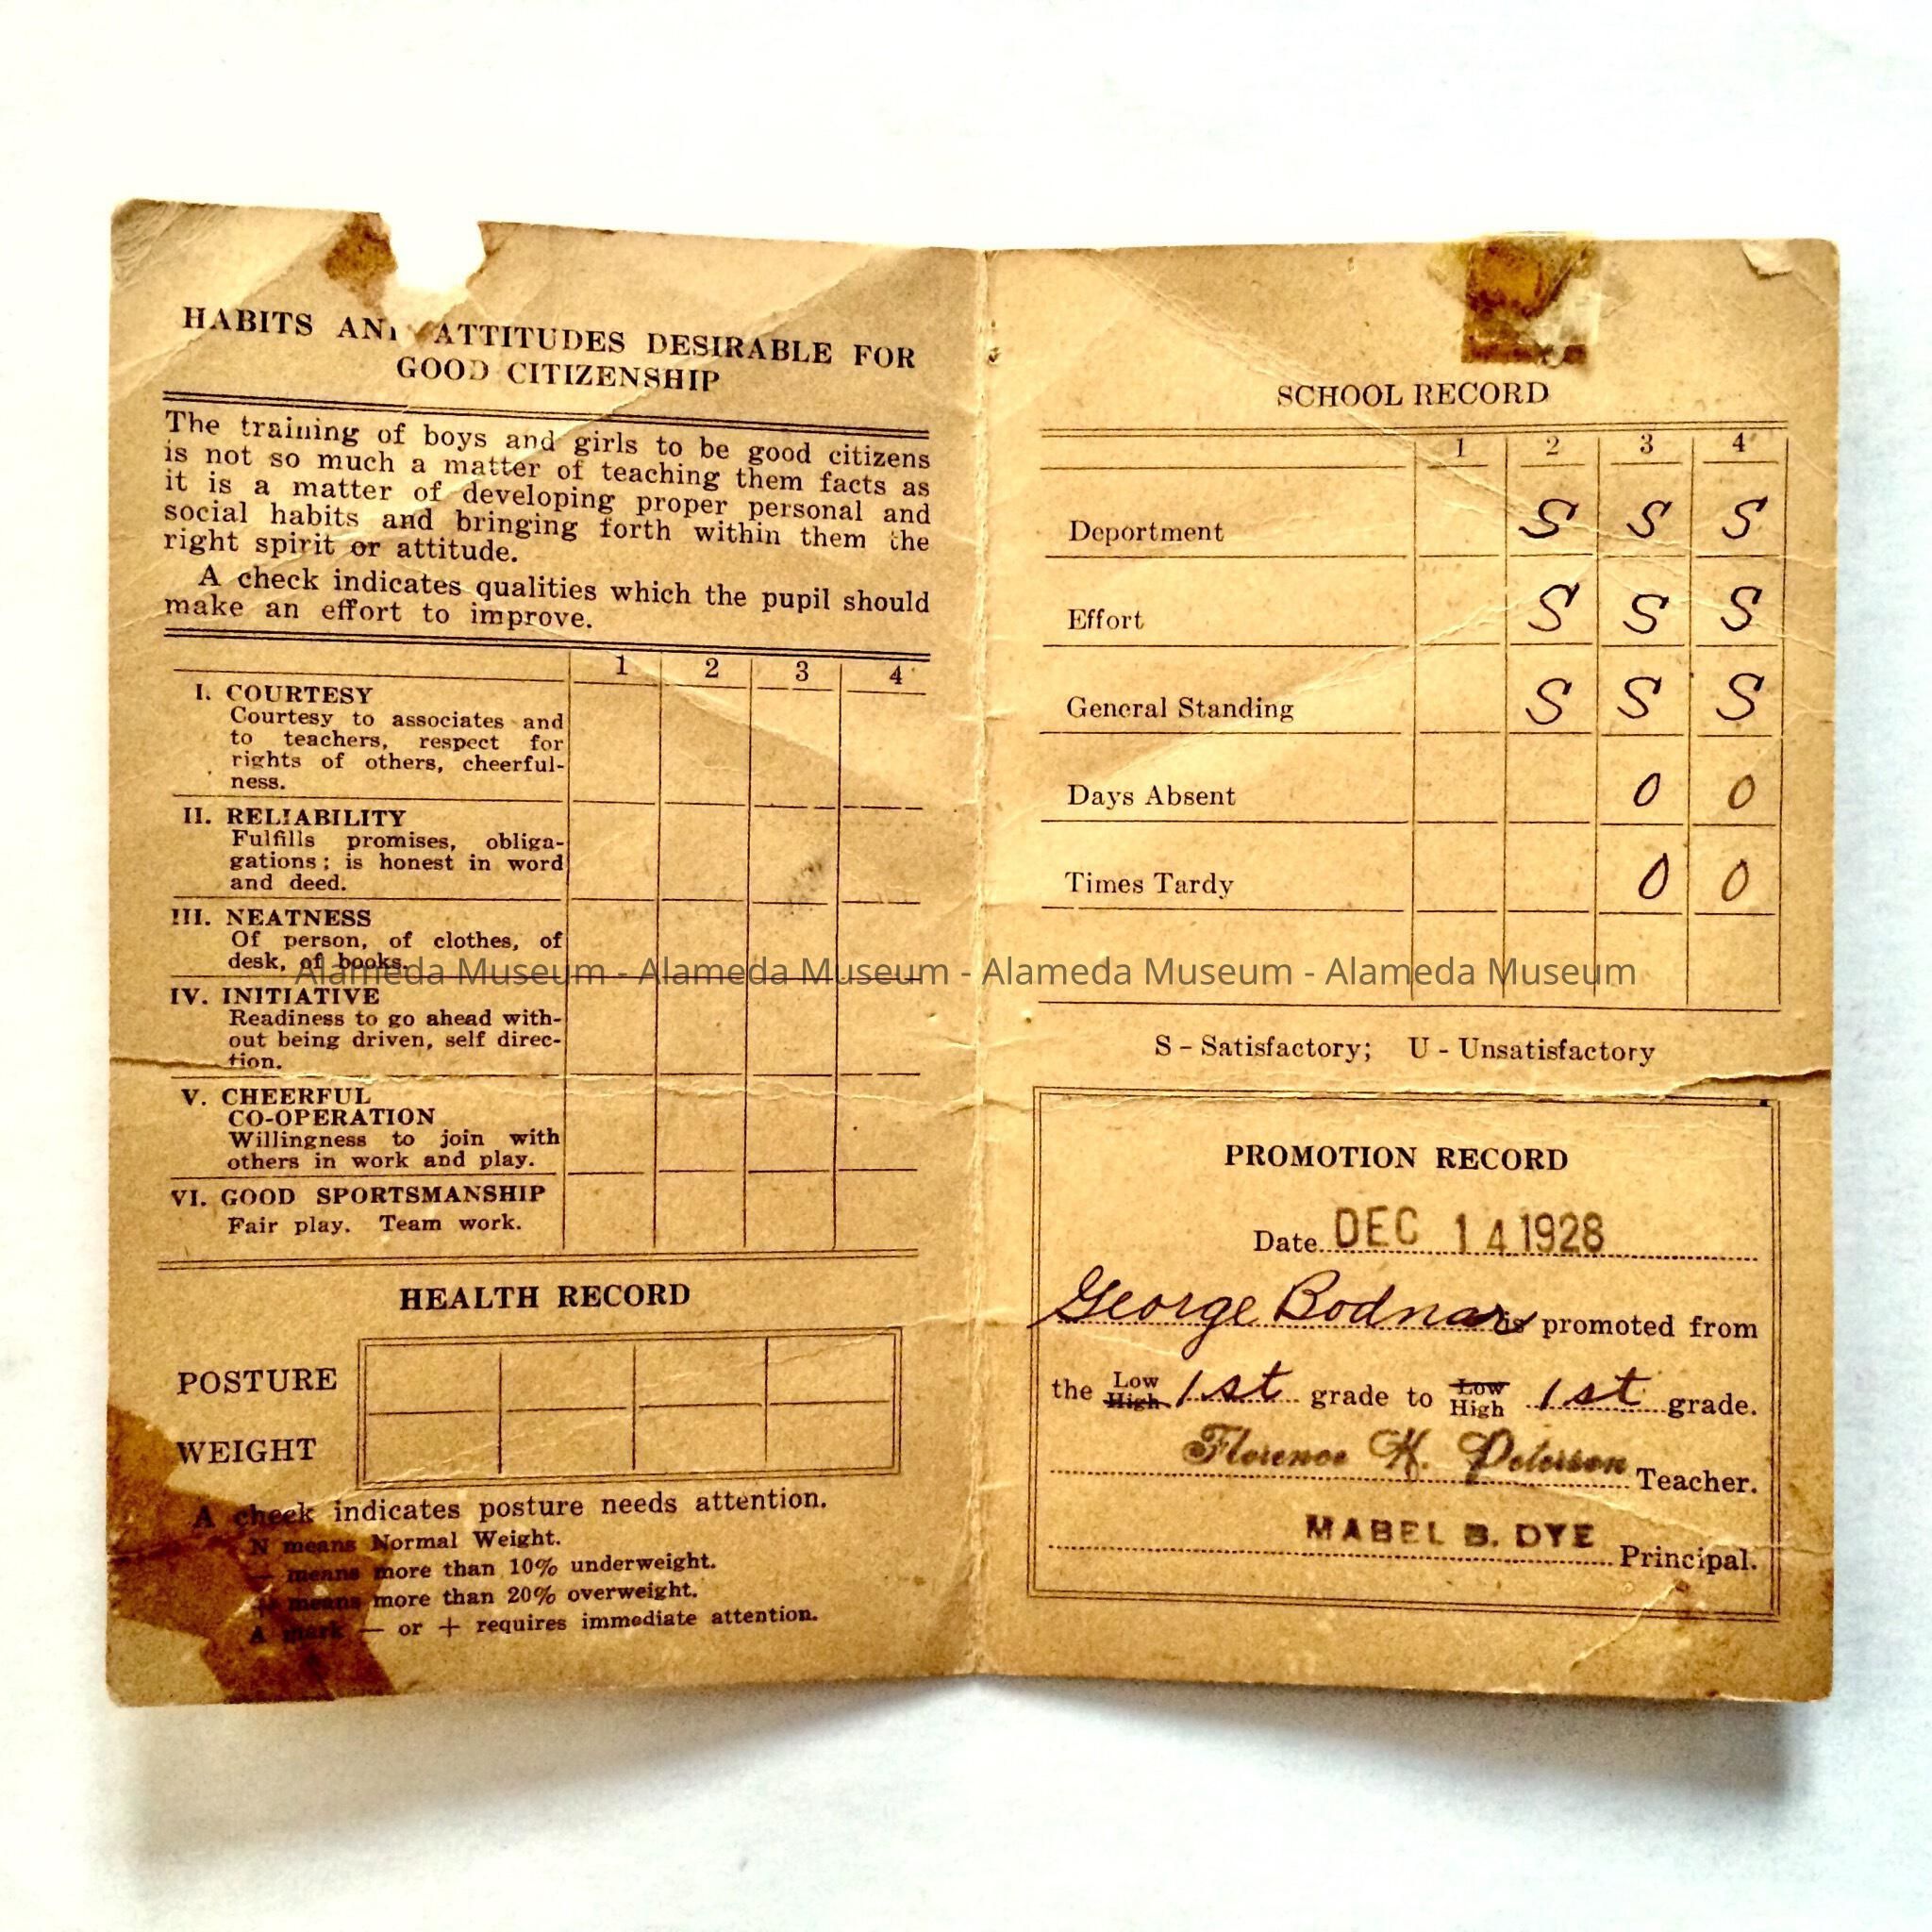 HABITS AND ATTITUDES DESIRABLE FOR
GOOD CITIZENSHIP
The training of boys and girls to be good citizens
is not so much a matter of teaching them facts as
it is a matter of developing proper personal and
social habits and bringing forth within them the
right spirit or attitude.
A check indicates qualities which the pupil should
make an effort to improve.
1 2 3 4
I. COURTESY
Courtesy to associates and
to teachers, respect for
rights of others, cheerful-
ness.
II. RELIABILITY
Fulfills promises, obliga-
gations; is honest in word
and deed.
III. NEATNESS
Of person, of clothes, of
desk, of books.
IV. INITIATIVE
Readiness to go ahead with-
out being driven, self direc-
tion.
V. CHEERFUL
CO-OPERATION
Willingness to join with
others in work and play.
VI. GOOD SPORTSMANSHIP
Fair play. Team work.
HEALTH RECORD
POSTURE
WEIGHT
A check indicates posture needs attention.
N means Normal Weight.
— means more than 10% underweight.
+ means more than 20% overweight.
A mark — or + requires immediate attention.
SCHOOL RECORD
1 2 3 4
Deportment S S S
Effort S S S
General Standing S S S
Days Absent 0 0
Times Tardy 0 0
S - Satisfactory; U - Unsatisfactory
PROMOTION RECORD
Date DEC 14 1928
George Bodnar is promoted from
the Low High 1st grade to Low High 1st grade.
Florence K. Peterson Teacher.
MABEL B. DYE Principal.
Alameda Museum - Alameda Museum - Alameda Museum - Alameda Museum